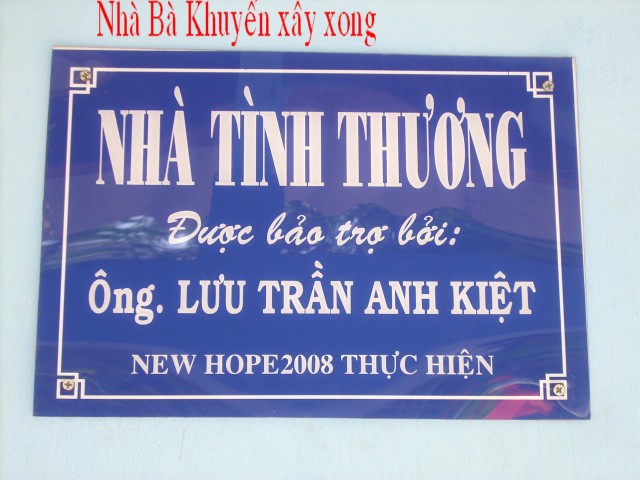 Nhà Bà Khuyến xây xong
NHÀ TÌNH THƯƠNG
Được bảo trợ bởi:
Ông. LƯU TRẦN ANH KIỆT
NEW HOPE2008 THỰC HIỆN